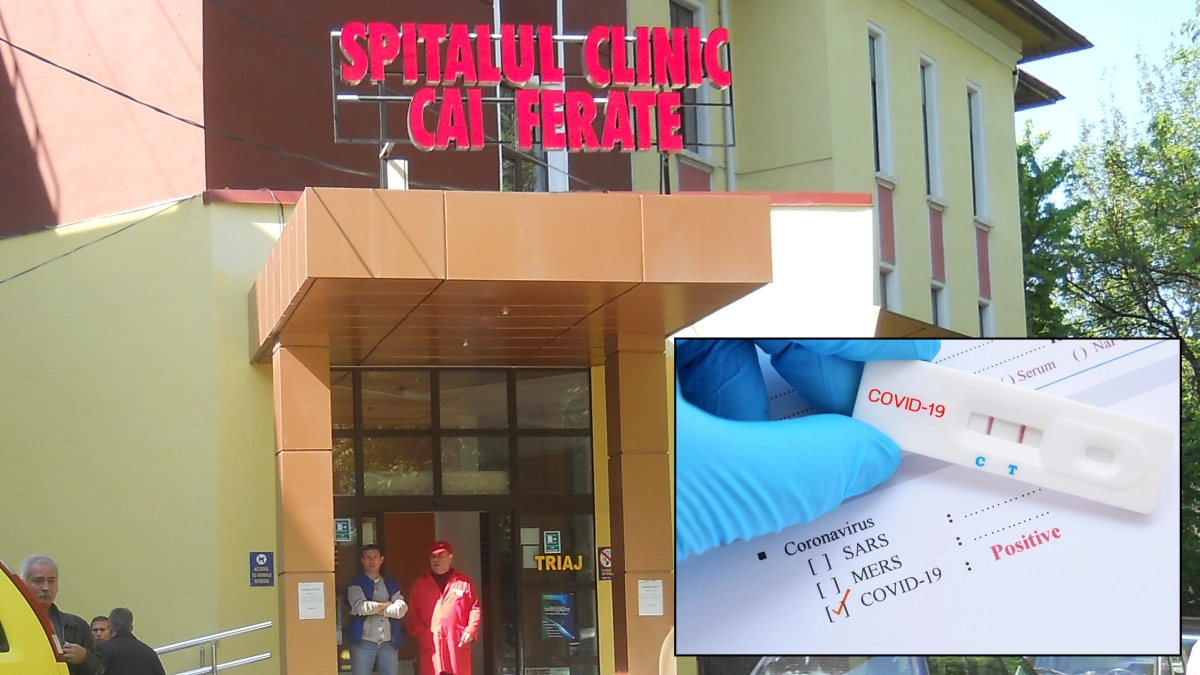 SPITALUL CLINIC
CAI FERATE
TRIAJ
COVID-19
C T
( ) Serum ( )
Coronavirus :
[ ] SARS :
[ ] MERS : Positive
[✓] COVID-19